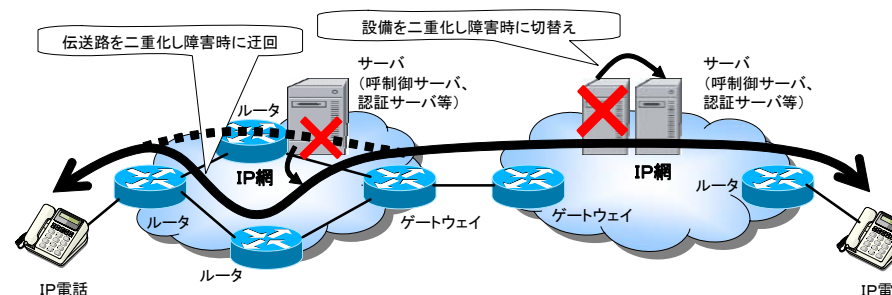 伝送路を二重化し障害時に迂回
設備を二重化し障害時に切替え
サーバ
（呼制御サーバ、
認証サーバ等）
サーバ
（呼制御サーバ、
認証サーバ等）
ルータ
IP網
IP網
ルータ
ルータ
ゲートウェイ
ゲートウェイ
ルータ
IP電話
IP電